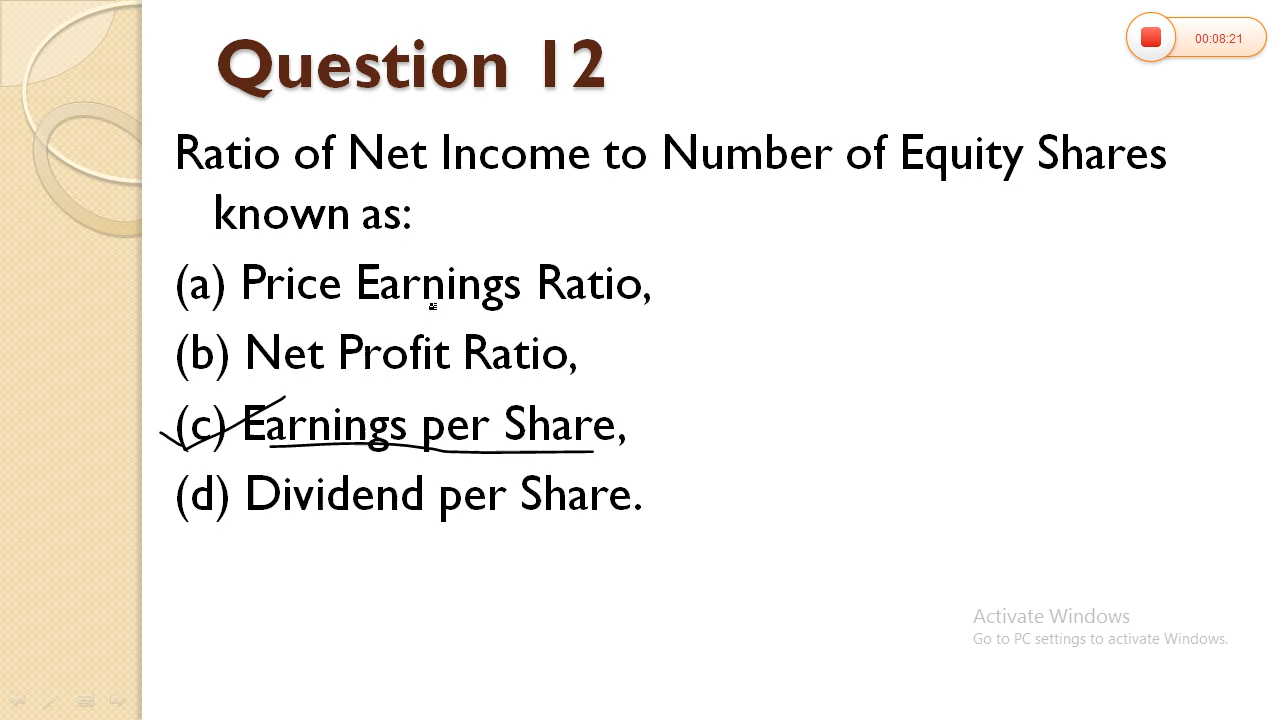 Question 12
00:08:21
Ratio of Net Income to Number of Equity Shares
known as:
(a) Price Earnings Ratio,
(b) Net Profit Ratio,
(c) Earnings per Share,
(d) Dividend per Share.
Activate Windows
Go to PC settings to activate Windows.